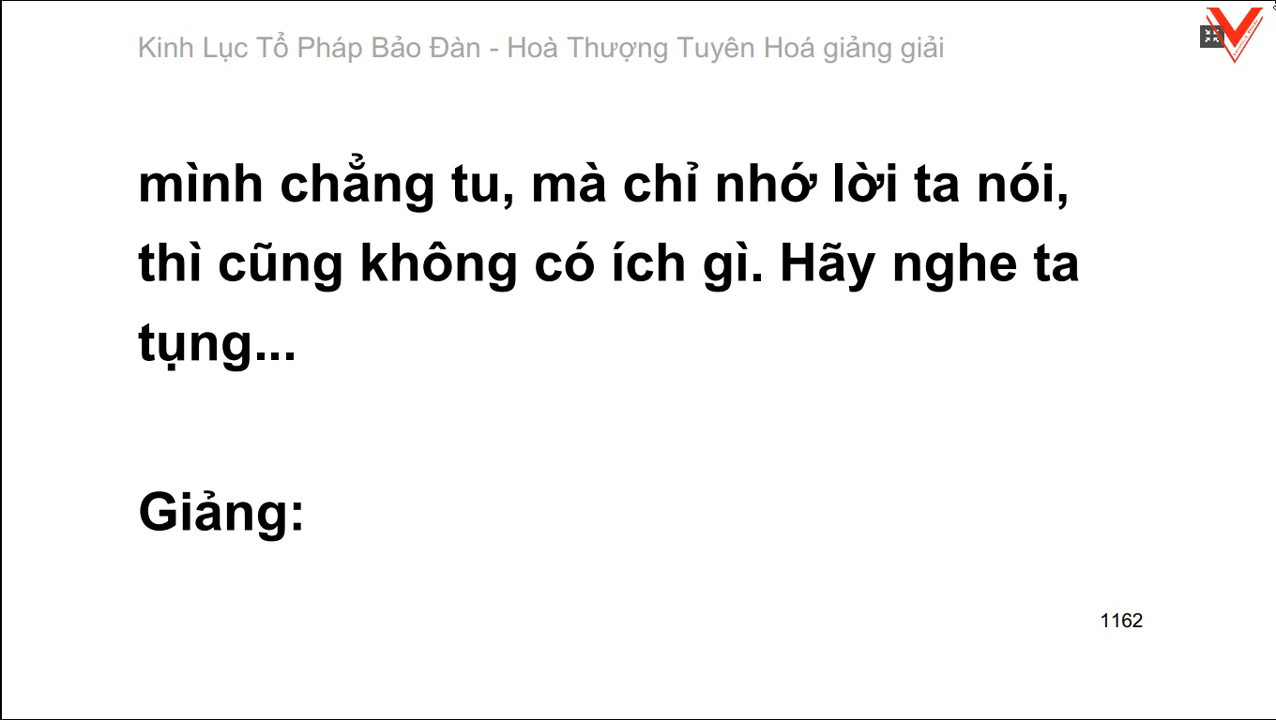 Kinh Lục Tổ Pháp Bảo Đàn - Hoà Thượng Tuyên Hoá giảng giải
mình chẳng tu, mà chỉ nhớ lời ta nói,
thì cũng không có ích gì. Hãy nghe ta
tụng...
Giảng:
1162